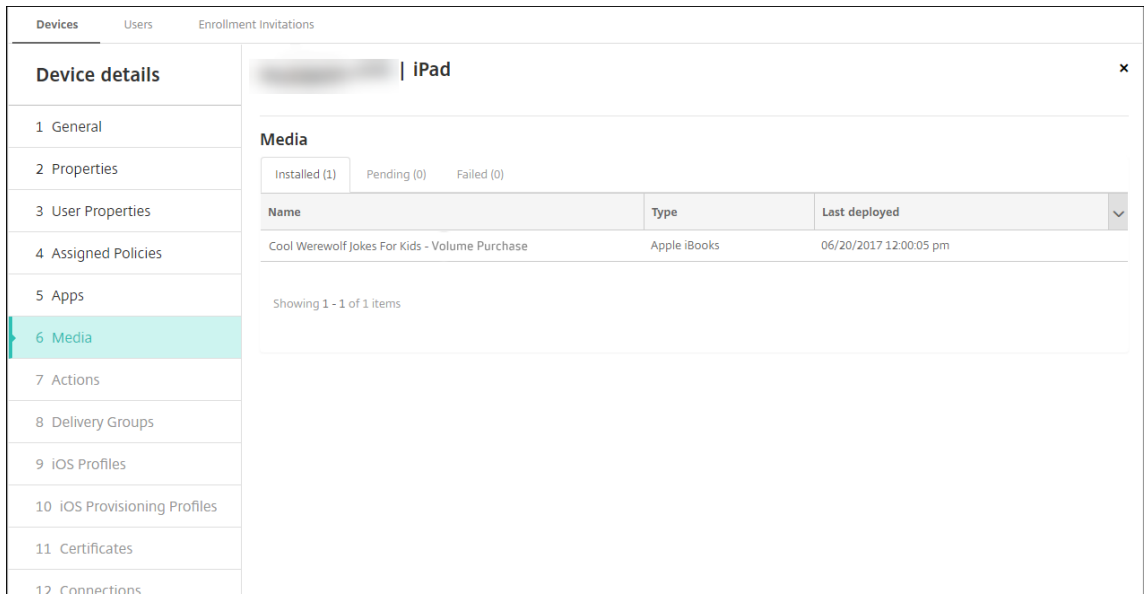 Devices Users Enrollment Invitations
Device details
| iPad
×
1 General
2 Properties
3 User Properties
4 Assigned Policies
5 Apps
6 Media
7 Actions
8 Delivery Groups
9 iOS Profiles
10 iOS Provisioning Profiles
11 Certificates
12 Connections
Media
Installed (1) Pending (0) Failed (0)
Name Type Last deployed
Cool Werewolf Jokes For Kids - Volume Purchase Apple iBooks 06/20/2017 12:00:05 pm
Showing 1 - 1 of 1 items